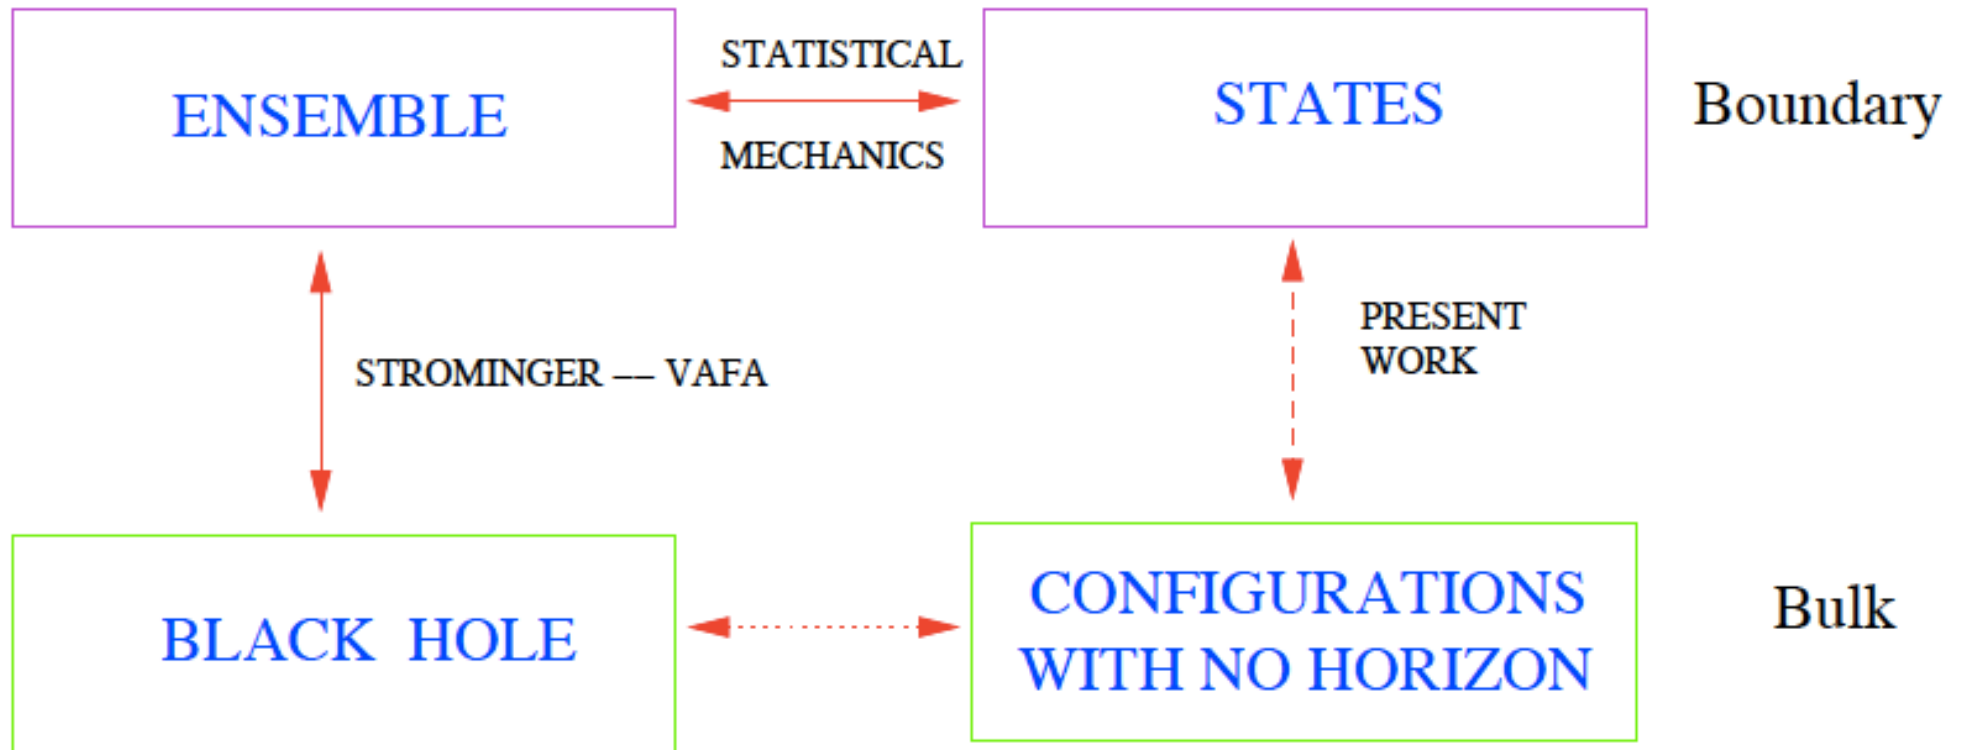 ENSEMBLE
STATISTICAL
MECHANICS
STATES
Boundary
STROMINGER –– VAFA
PRESENT
WORK
BLACK HOLE
CONFIGURATIONS
WITH NO HORIZON
Bulk